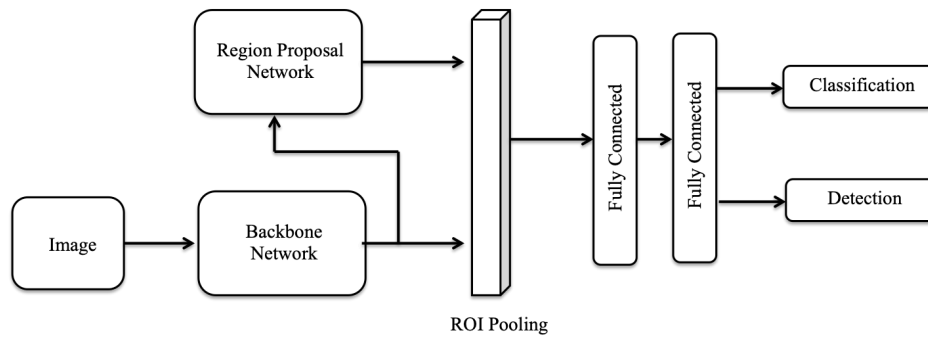 Region Proposal
Network
Image
Backbone
Network
ROI Pooling
Fully Connected
Fully Connected
Classification
Detection